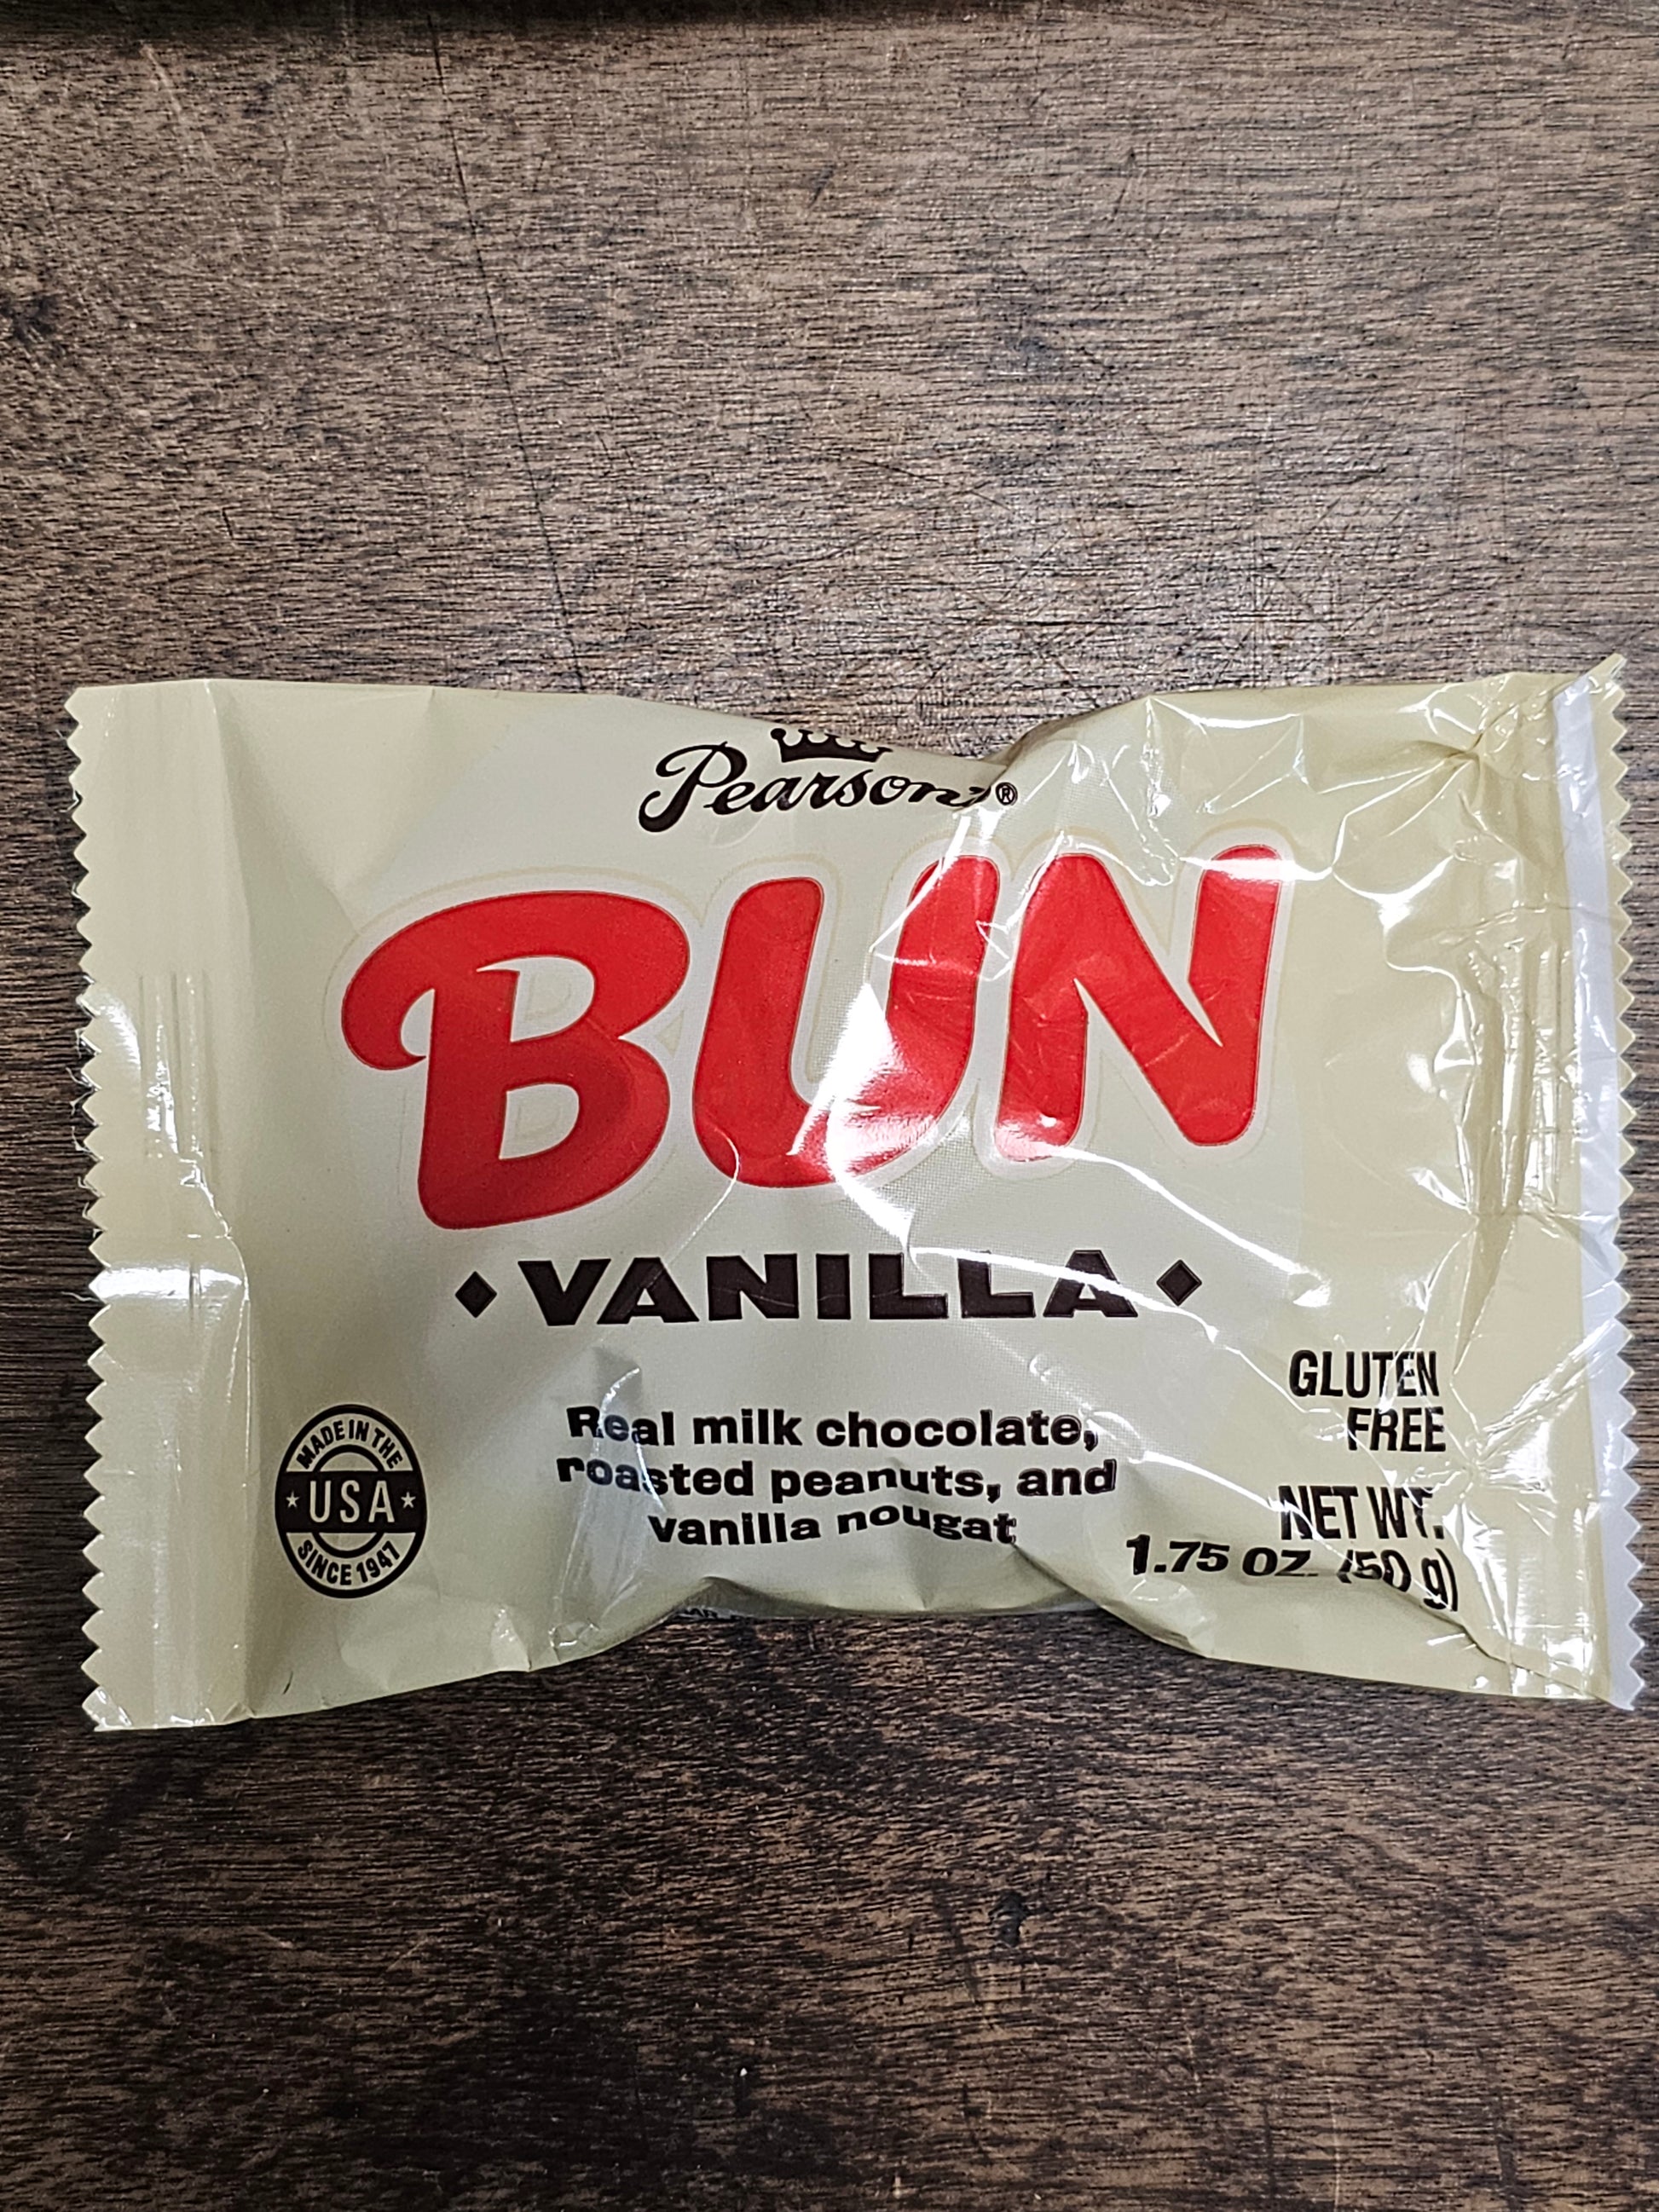 Pearson's®
BUN
VANILLA
Real milk chocolate,
roasted peanuts, and
vanilla nougat
MADE IN THE
USA
SINCE 1947
GLUTEN
FREE
NET WT.
1.75 OZ. (50 g)